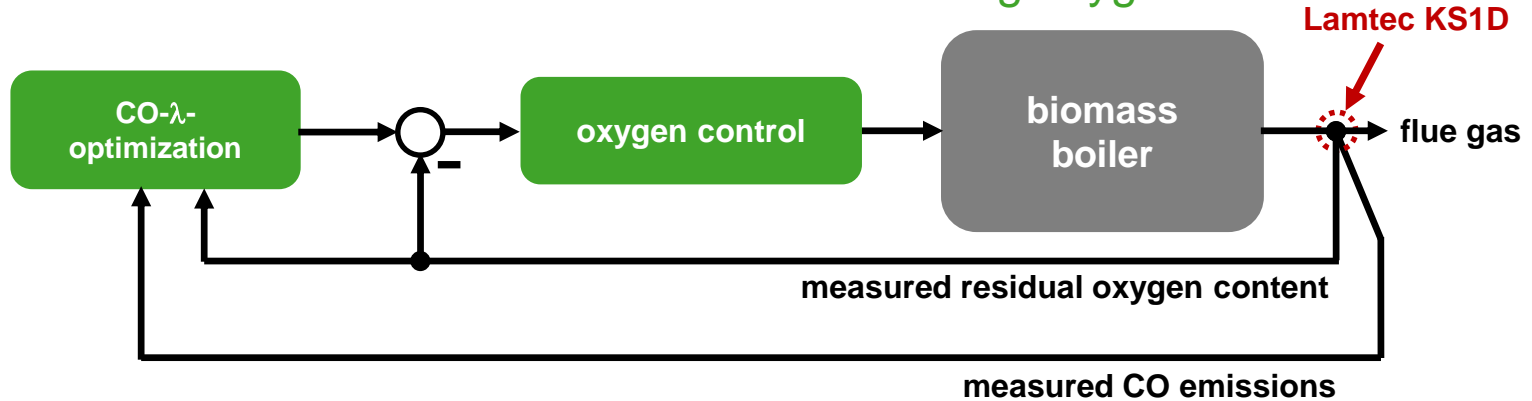 Lamtec KS1D
CO-λ-
optimization
oxygen control
biomass
boiler
flue gas
measured residual oxygen content
measured CO emissions